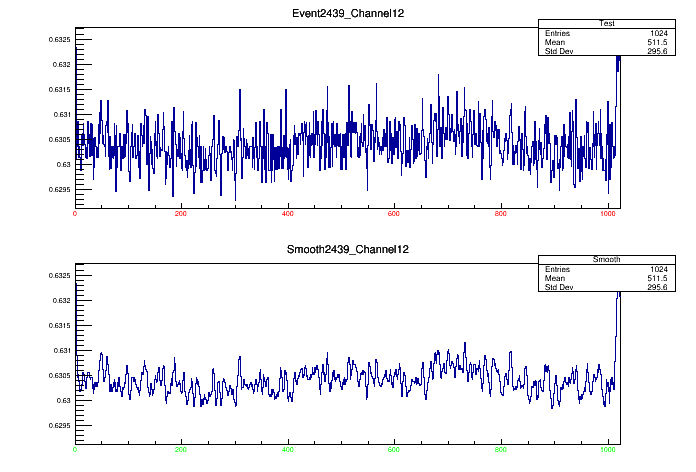 Event2439_Channel12
Test
Entries 1024
Mean 511.5
Std Dev 295.6
0.6325
0.632
0.6315
0.631
0.6305
0.63
0.6295
0 200 400 600 800 1000
Smooth2439_Channel12
Smooth
Entries 1024
Mean 511.5
Std Dev 295.6
0.6325
0.632
0.6315
0.631
0.6305
0.63
0.6295
0 200 400 600 800 1000